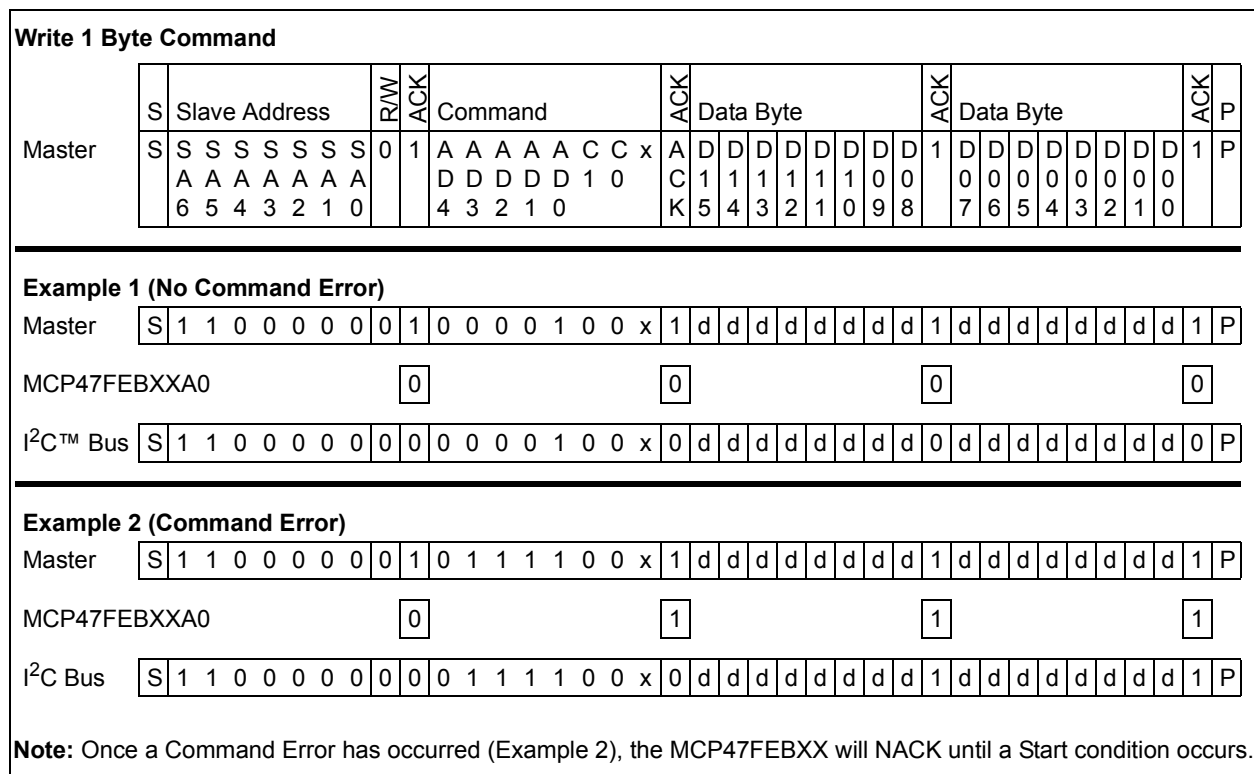 Write 1 Byte Command
S Slave Address R/W ACK Command ACK Data Byte ACK Data Byte ACK P
Master S S S S S S S S 0 1 A A A A A C C x A D D D D D D D D 1 D D D D D D D D 1 P
A A A A A A A D D D D D 1 0 C 1 1 1 1 1 1 0 0 0 0 0 0 0 0 0 0
6 5 4 3 2 1 0 4 3 2 1 0 K 5 4 3 2 1 0 9 8 7 6 5 4 3 2 1 0
Example 1 (No Command Error)
Master S 1 1 0 0 0 0 0 0 1 0 0 0 0 1 0 0 x 1 d d d d d d d d 1 d d d d d d d d 1 P
MCP47FEBXXA0 0 0 0 0
I2C™ Bus S 1 1 0 0 0 0 0 0 0 0 0 0 0 1 0 0 x 0 d d d d d d d d 0 d d d d d d d d 0 P
Example 2 (Command Error)
Master S 1 1 0 0 0 0 0 0 1 0 1 1 1 1 0 0 x 1 d d d d d d d d 1 d d d d d d d d 1 P
MCP47FEBXXA0 0 1 1 1
I2C Bus S 1 1 0 0 0 0 0 0 0 0 1 1 1 1 0 0 x 0 d d d d d d d d 1 d d d d d d d d 1 P
Note: Once a Command Error has occurred (Example 2), the MCP47FEBXX will NACK until a Start condition occurs.